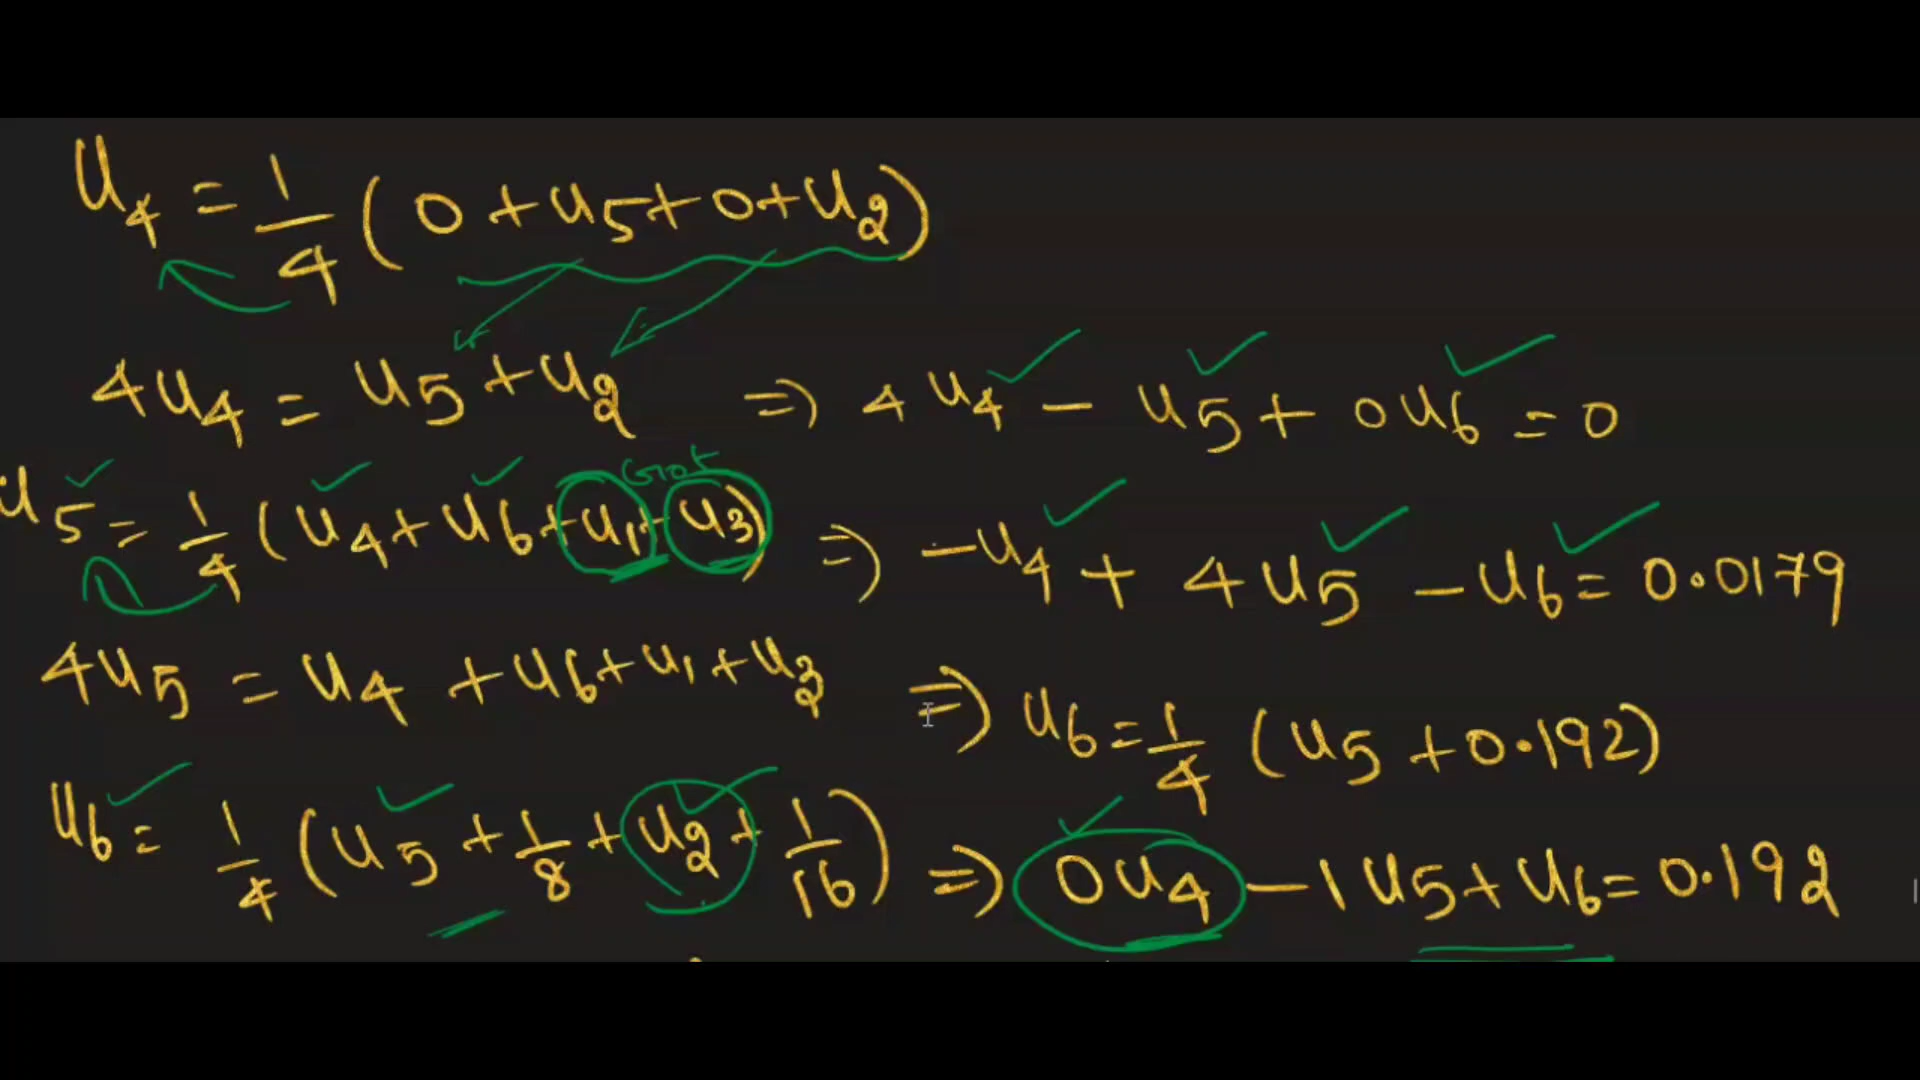 u₄ = 1/4 (0 + u₅ + 0 + u₂)
4u₄ = u₅ + u₂ ⇒ 4u₄ − u₅ + 0u₆ = 0
u₅ = 1/4 (u₄ + u₆ + u₁ + u₃) ⇒ −u₄ + 4u₅ − u₆ = 0.0179
4u₅ = u₄ + u₆ + u₁ + u₃ ⇒ u₆ = 1/4 (u₅ + 0.192)
u₆ = 1/4 (u₅ + 1/8 + u₂ + 1/16) ⇒ 0u₄ − 1u₅ + u₆ = 0.192